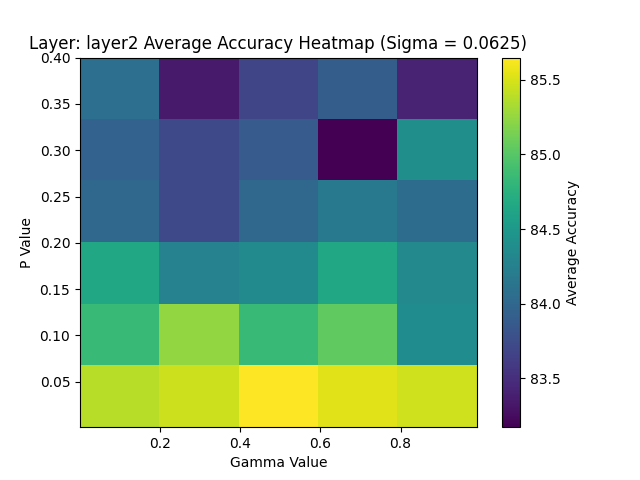 Layer: layer2 Average Accuracy Heatmap (Sigma = 0.0625)
0.40
0.35
0.30
0.25
0.20
0.15
0.10
0.05
P Value
0.2 0.4 0.6 0.8
Gamma Value
85.5
85.0
84.5
84.0
83.5
Average Accuracy